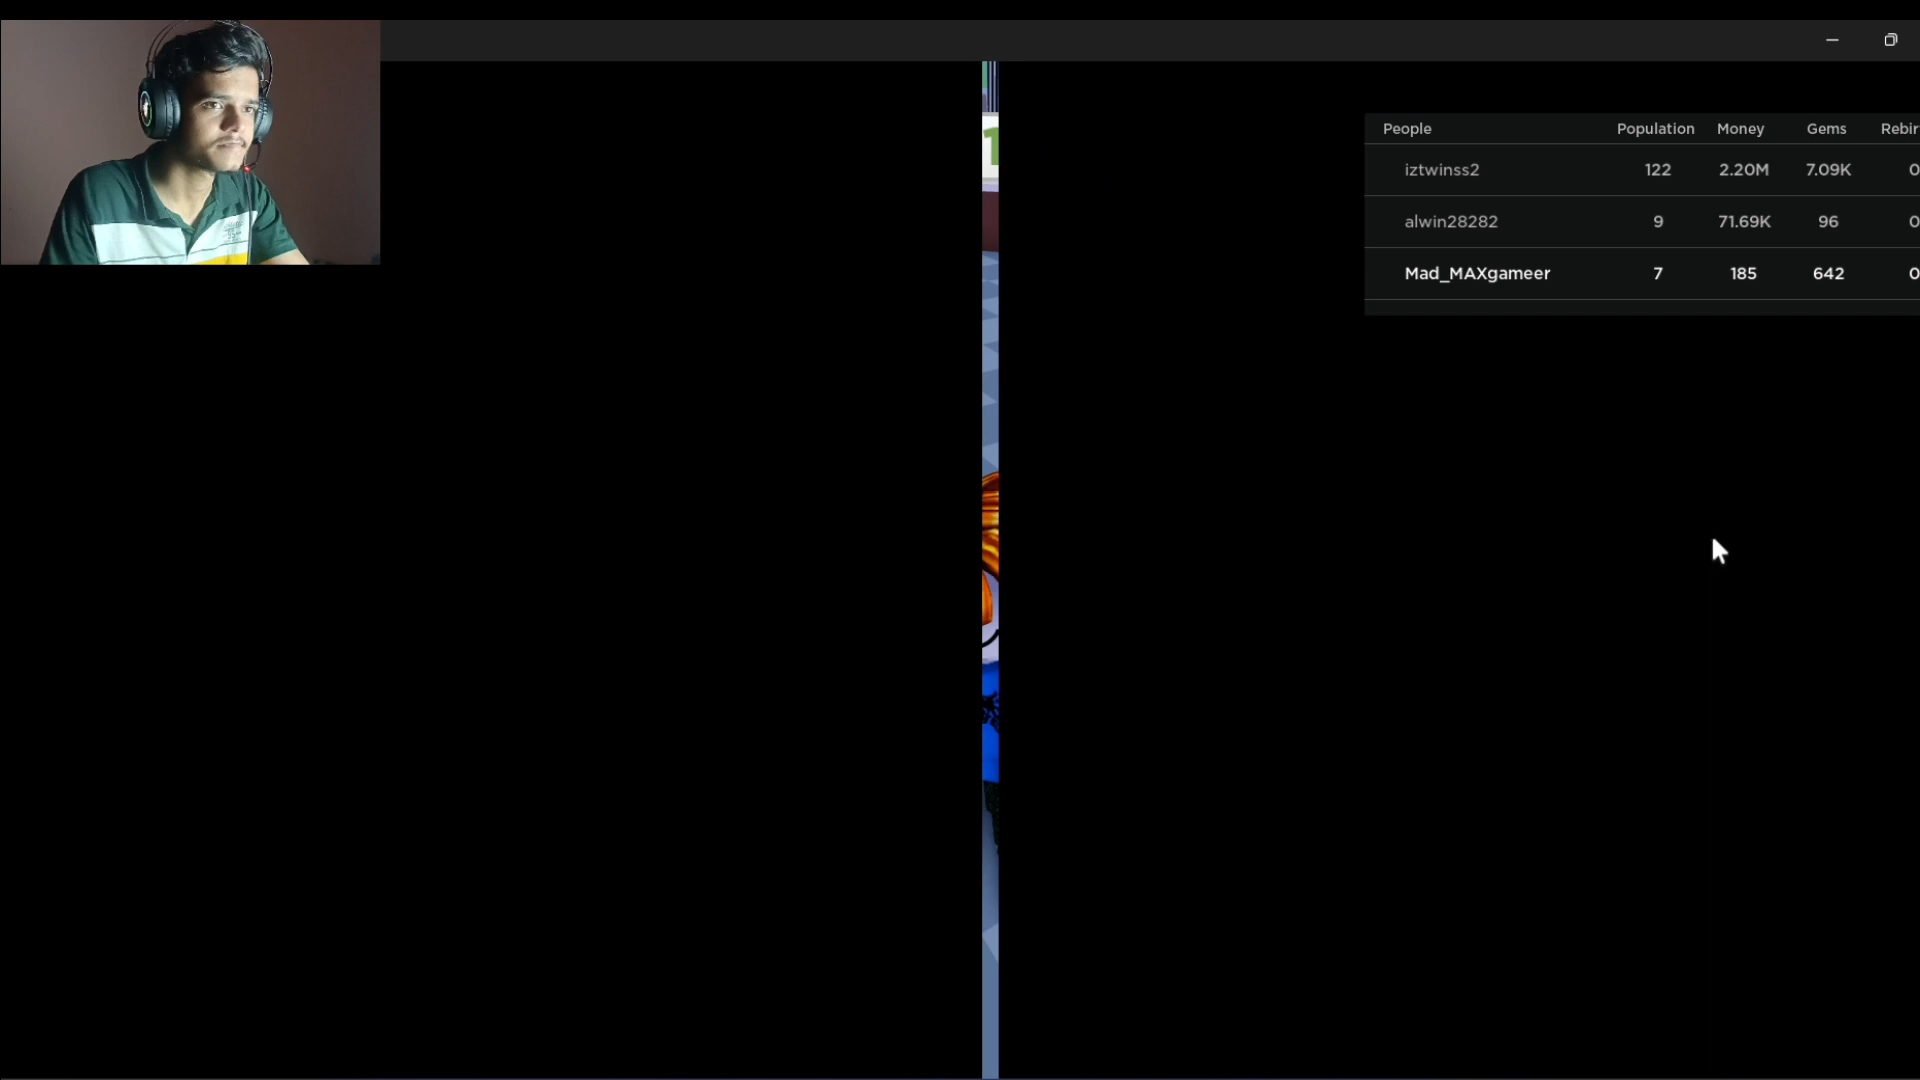 People Population Money Gems Rebir
iztwinss2 122 2.20M 7.09K 0
alwin28282 9 71.69K 96 0
Mad_MAXgameer 7 185 642 0
1